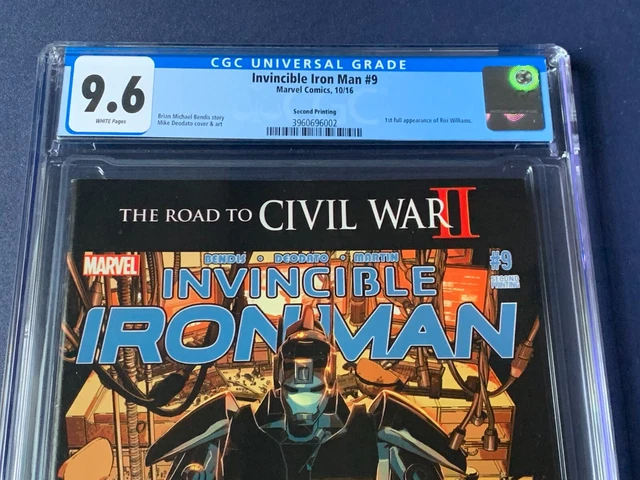 CGC UNIVERSAL GRADE
9.6
WHITE Pages
Invincible Iron Man #9
Marvel Comics, 10/16
Second Printing
Brian Michael Bendis story
Mike Deodato cover & art
3960696002
1st full appearance of Riri Williams.
THE ROAD TO CIVIL WAR II
MARVEL
BENDIS • DEODATO • MARTIN
#9
SECOND PRINTING
INVINCIBLE
IRON MAN